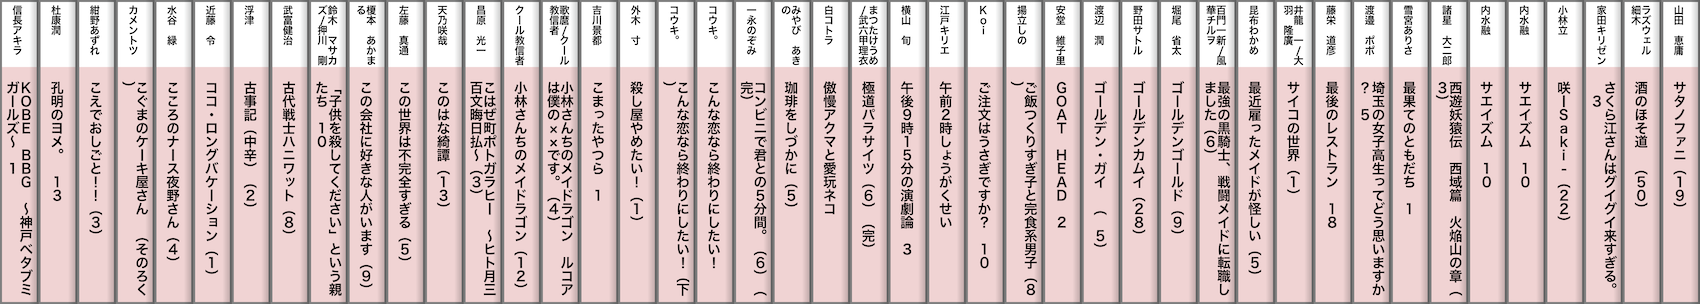 山田　恵庸
サタノファニ（19）
ラズウェル
細木
酒のほそ道　（50）
家田キリゼン
さくら江さんはグイグイ来すぎる。
3
小林立
咲－Ｓａｋｉ-　（22）
内水融
サエイズム　10
内水融
サエイズム　10
諸星　大二郎
西遊妖猿伝　西域篇　火焔山の章（
3）
雪宮ありさ
最果てのともだち　1
渡邉　ポポ
埼玉の女子高生ってどう思いますか
？　5
藤栄　道彦
最後のレストラン　18
井龍　一/大
羽　隆廣
サイコの世界（1）
昆布わかめ
最近雇ったメイドが怪しい（5）
百門一新/風
華チルヲ
最強の黒騎士、戦闘メイドに転職し
ました（6）
堀尾　省太
ゴールデンゴールド（9）
野田サトル
ゴールデンカムイ（28）
渡辺　潤
ゴールデン・ガイ　（　5）
安堂　維子里
ＧＯＡＴ　ＨＥＡＤ　2
揚立しの
ご飯つくりすぎ子と完食系男子（8
）
Ｋｏｉ
ご注文はうさぎですか？　10
江戸キリエ
午前２時しょうがくせい
横山　旬
午後９時１５分の演劇論　3
まつたけうめ
/武六甲理衣
極道パラサイツ（6）（完）
白コトラ
傲慢アクマと愛玩ネコ
みやび　あき
の
珈琲をしづかに（5）
一永のぞみ
コンビニで君との５分間。（6）（
完）
コウキ。
こんな恋なら終わりにしたい！
コウキ。
こんな恋なら終わりにしたい！（下
）
外木　寸
殺し屋やめたい！（1）
吉川景都
こまったやつら　1
歌磨/クール
教信者
小林さんちのメイドラゴン　ルコア
は僕の××です。（4）
クール教信者
小林さんちのメイドラゴン（12）
昌原　光一
こはぜ町ポトガラヒー　～ヒト月三
百文晦日払～（3）
天乃咲哉
このはな綺譚（13）
左藤　真通
この世界は不完全すぎる（5）
榎本　あかま
る
この会社に好きな人がいます（9）
鈴木　マサカ
ズ/押川　剛
「子供を殺してください」という親
たち　10
武富健治
古代戦士ハニワット（8）
浮津
古事記（中辛）（2）
近藤　令
ココ・ロングバケーション（1）
水谷　緑
こころのナース夜野さん（4）
カメントツ
こぐまのケーキ屋さん　（そのろく
）
紺野あずれ
こえでおしごと！！（3）
杜康潤
孔明のヨメ。　13
信長アキラ
ＫＯＢＥ　ＢＢＧ　～神戸ベタブミ
ガールズ～　1